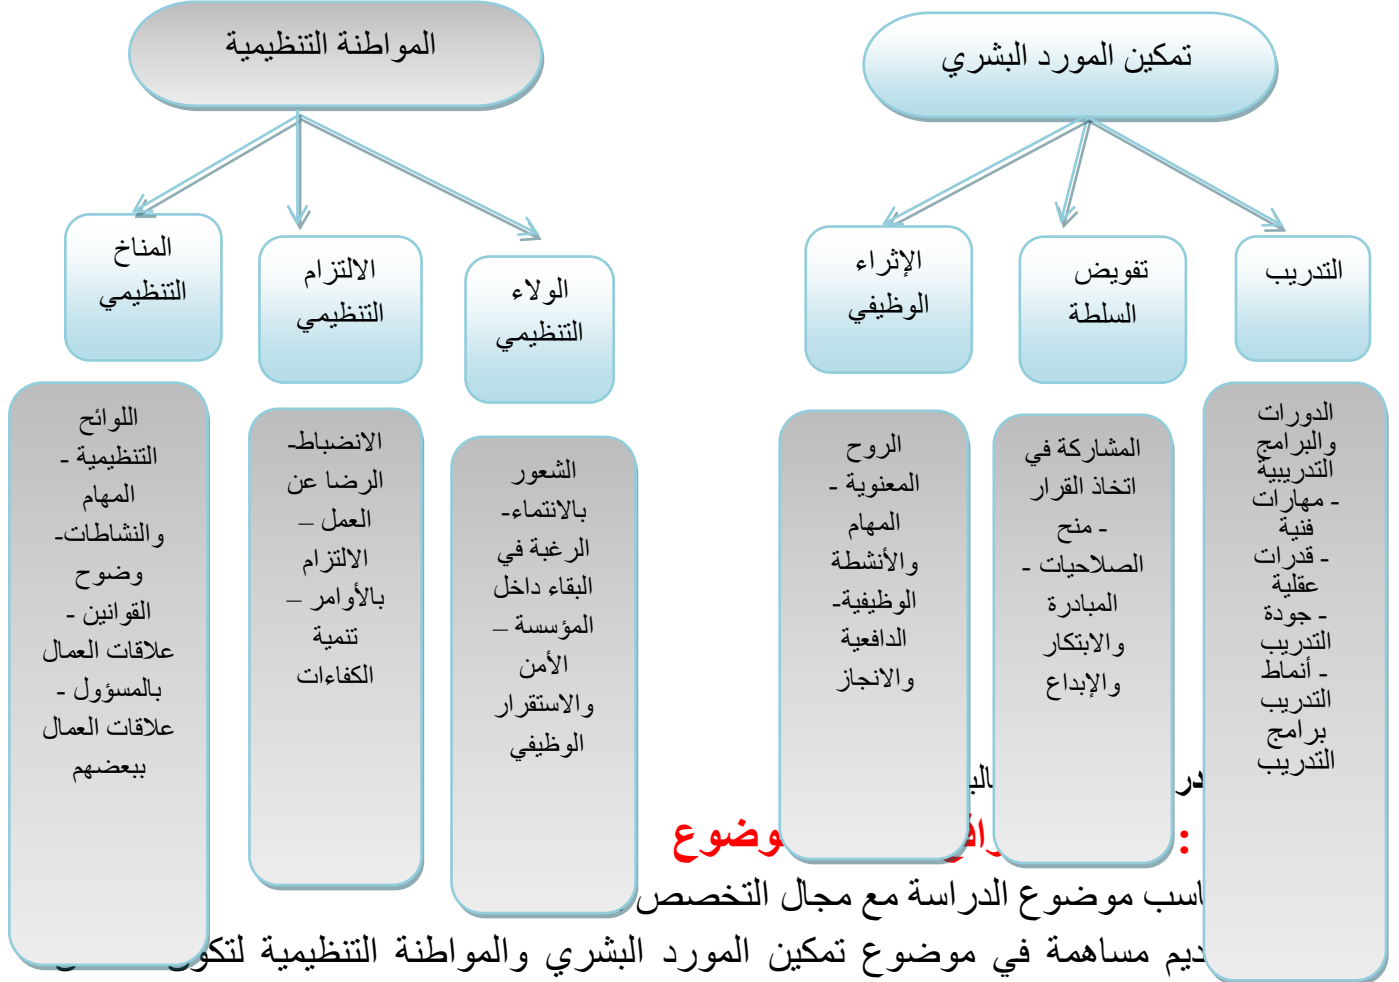 تمكين المورد البشري
المواطنة التنظيمية
التدريب
تفويض
السلطة
الإثراء
الوظيفي
الولاء
التنظيمي
الالتزام
التنظيمي
المناخ
التنظيمي
الدورات
والبرامج
التدريبية
- مهارات
فنية
- قدرات
عقلية
- جودة
التدريب
- أنماط
التدريب
برامج
التدريب
المشاركة في
اتخاذ القرار
- منح
الصلاحيات -
المبادرة
والابتكار
والإبداع
الروح
المعنوية -
المهام
والأنشطة
الوظيفية-
الدافعية
والانجاز
الشعور
بالانتماء-
الرغبة في
البقاء داخل
المؤسسة –
الأمن
والاستقرار
الوظيفي
الانضباط-
الرضا عن
العمل –
الالتزام
بالأوامر –
تنمية
الكفاءات
اللوائح
التنظيمية -
المهام
والنشاطات-
وضوح
القوانين -
علاقات العمال
بالمسؤول -
علاقات العمال
ببعضهم
:
موضوع الدراسة مع مجال التخصص
مساهمة في موضوع تمكين المورد البشري والمواطنة التنظيمية